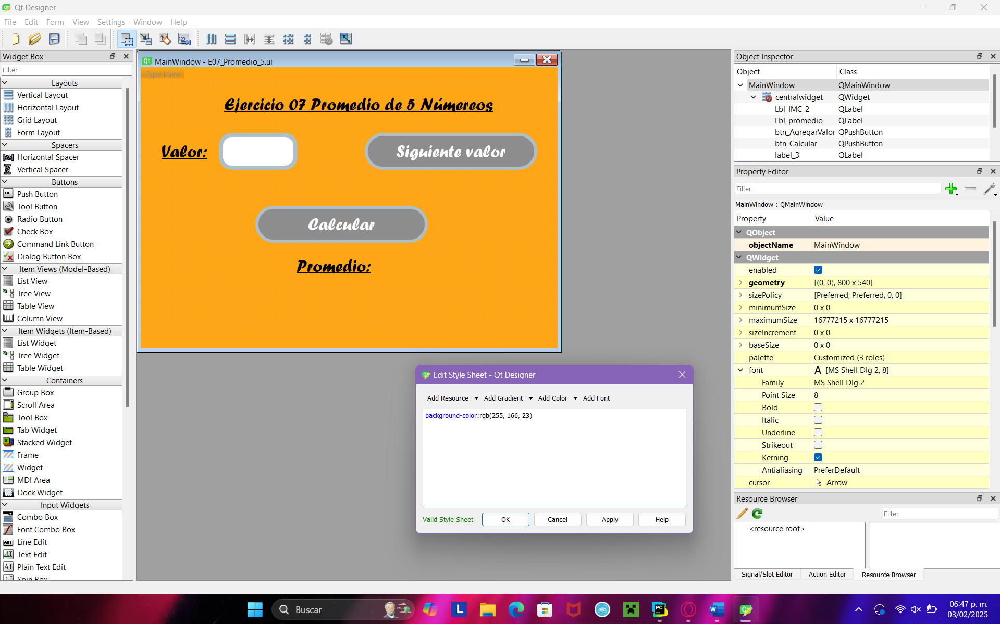 Qt Designer
File Edit Form View Settings Window Help
Widget Box
Filter
Layouts
Vertical Layout
Horizontal Layout
Grid Layout
Form Layout
Spacers
Horizontal Spacer
Vertical Spacer
Buttons
Push Button
Tool Button
Radio Button
Check Box
Command Link Button
Dialog Button Box
Item Views (Model-Based)
List View
Tree View
Table View
Column View
Item Widgets (Item-Based)
List Widget
Tree Widget
Table Widget
Containers
Group Box
Scroll Area
Tool Box
Tab Widget
Stacked Widget
Frame
Widget
MDI Area
Dock Widget
Input Widgets
Combo Box
Font Combo Box
Line Edit
Text Edit
Plain Text Edit
Spin Box
MainWindow - E07_Promedio_5.ui
Type Here
Ejercicio 07 Promedio de 5 Númereos
Valor:
Siguiente valor
Calcular
Promedio:
Edit Style Sheet - Qt Designer
Add Resource Add Gradient Add Color Add Font
background-color:rgb(255, 166, 23)
Valid Style Sheet OK Cancel Apply Help
Object Inspector
Object Class
MainWindow QMainWindow
centralwidget QWidget
Lbl_IMC_2 QLabel
Lbl_promedio QLabel
btn_AgregarValor QPushButton
btn_Calcular QPushButton
label_3 QLabel
Property Editor
Filter
MainWindow : QMainWindow
Property Value
QObject
objectName MainWindow
QWidget
enabled
geometry [(0, 0), 800 x 540]
sizePolicy [Preferred, Preferred, 0, 0]
minimumSize 0 x 0
maximumSize 16777215 x 16777215
sizeIncrement 0 x 0
baseSize 0 x 0
palette Customized (3 roles)
font A [MS Shell Dlg 2, 8]
Family MS Shell Dlg 2
Point Size 8
Bold
Italic
Underline
Strikeout
Kerning
Antialiasing PreferDefault
cursor Arrow
Resource Browser
Filter
<resource root>
Signal/Slot Editor Action Editor Resource Browser
Buscar
06:47 p. m.
03/02/2025